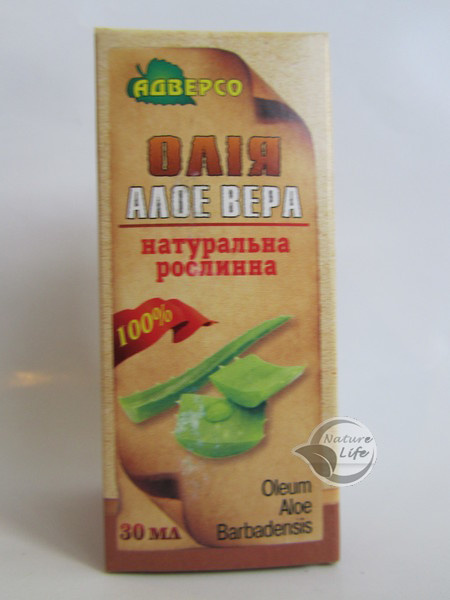 АДВЕРСО
ОЛІЯ
АЛОЕ ВЕРА
натуральна
рослинна
100%
Nature
Life
Oleum
Aloe
Barbadensis
30 мл